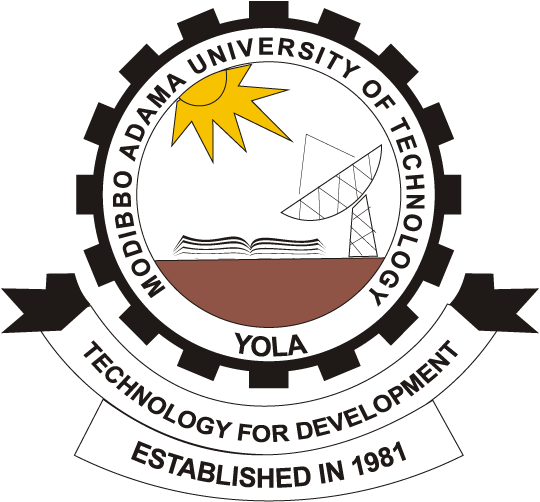 MODIBBO ADAMA UNIVERSITY OF TECHNOLOGY
YOLA
TECHNOLOGY FOR DEVELOPMENT
ESTABLISHED IN 1981